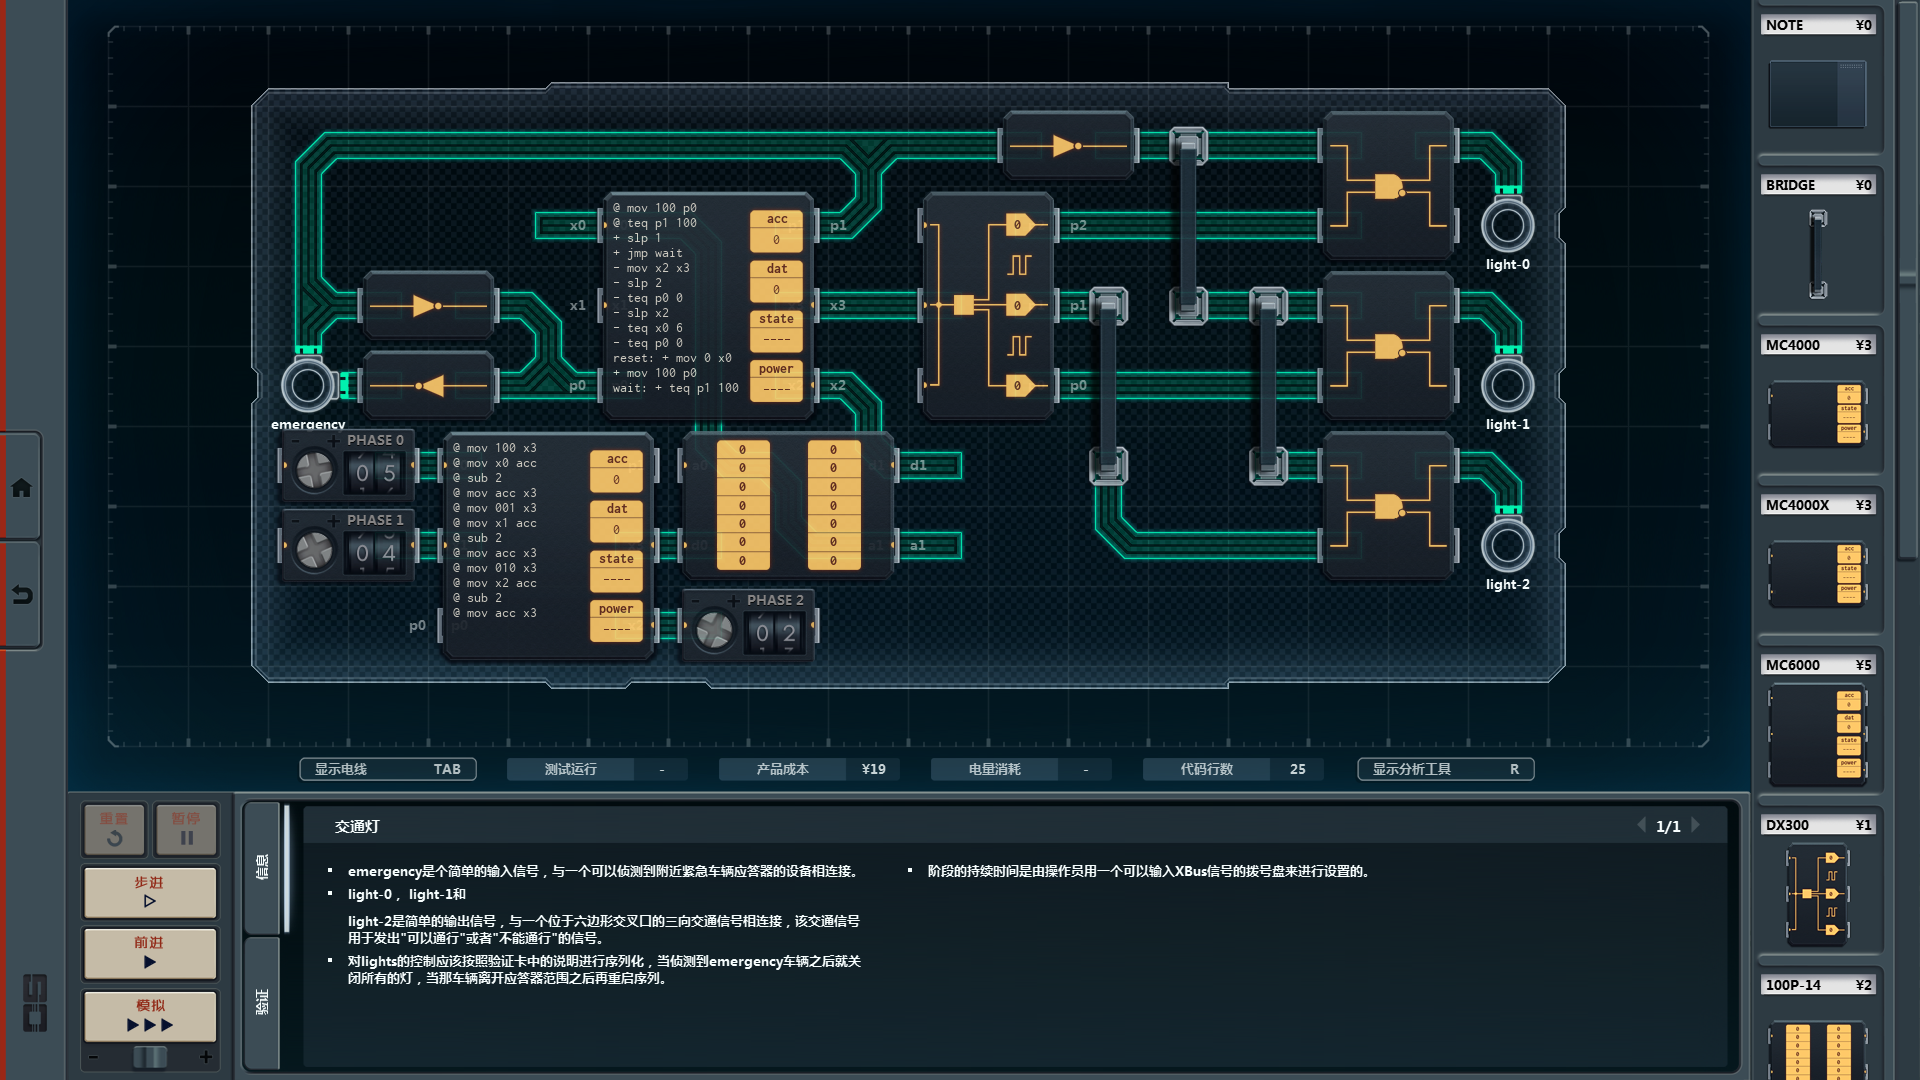 NOTE ¥0
BRIDGE ¥0
MC4000 ¥3
MC4000X ¥3
MC6000 ¥5
DX300 ¥1
100P-14 ¥2
@ mov 100 p0
@ teq p1 100
+ slp 1
+ jmp wait
- mov x2 x3
- slp 2
- teq p0 0
- slp x2
- teq x0 6
- teq p0 0
reset: + mov 0 x0
+ mov 100 p0
wait: + teq p1 100
acc
0
dat
0
state
----
power
----
x0
x1
p0
p1
x3
x2
0
0
0
p2
p1
p0
light-0
light-1
light-2
emergency
PHASE 0
0 5
PHASE 1
0 4
@ mov 100 x3
@ mov x0 acc
@ sub 2
@ mov acc x3
@ mov 001 x3
@ mov x1 acc
@ sub 2
@ mov acc x3
@ mov 010 x3
@ mov x2 acc
@ sub 2
@ mov acc x3
acc
0
dat
0
state
----
power
----
p0
0 0
0 0
0 0
0 0
0 0
0 0
0 0
d1
a1
PHASE 2
0 2
显示电线 TAB
测试运行 -
产品成本 ¥19
电量消耗 -
代码行数 25
显示分析工具 R
重置
暂停
步进
前进
模拟
- +
信息
验证
交通灯
1/1
▪ emergency是个简单的输入信号，与一个可以侦测到附近紧急车辆应答器的设备相连接。
▪ light-0， light-1和
light-2是简单的输出信号，与一个位于六边形交叉口的三向交通信号相连接，该交通信号
用于发出"可以通行"或者"不能通行"的信号。
▪ 对lights的控制应该按照验证卡中的说明进行序列化，当侦测到emergency车辆之后就关
闭所有的灯，当那车辆离开应答器范围之后再重启序列。
▪ 阶段的持续时间是由操作员用一个可以输入XBus信号的拨号盘来进行设置的。